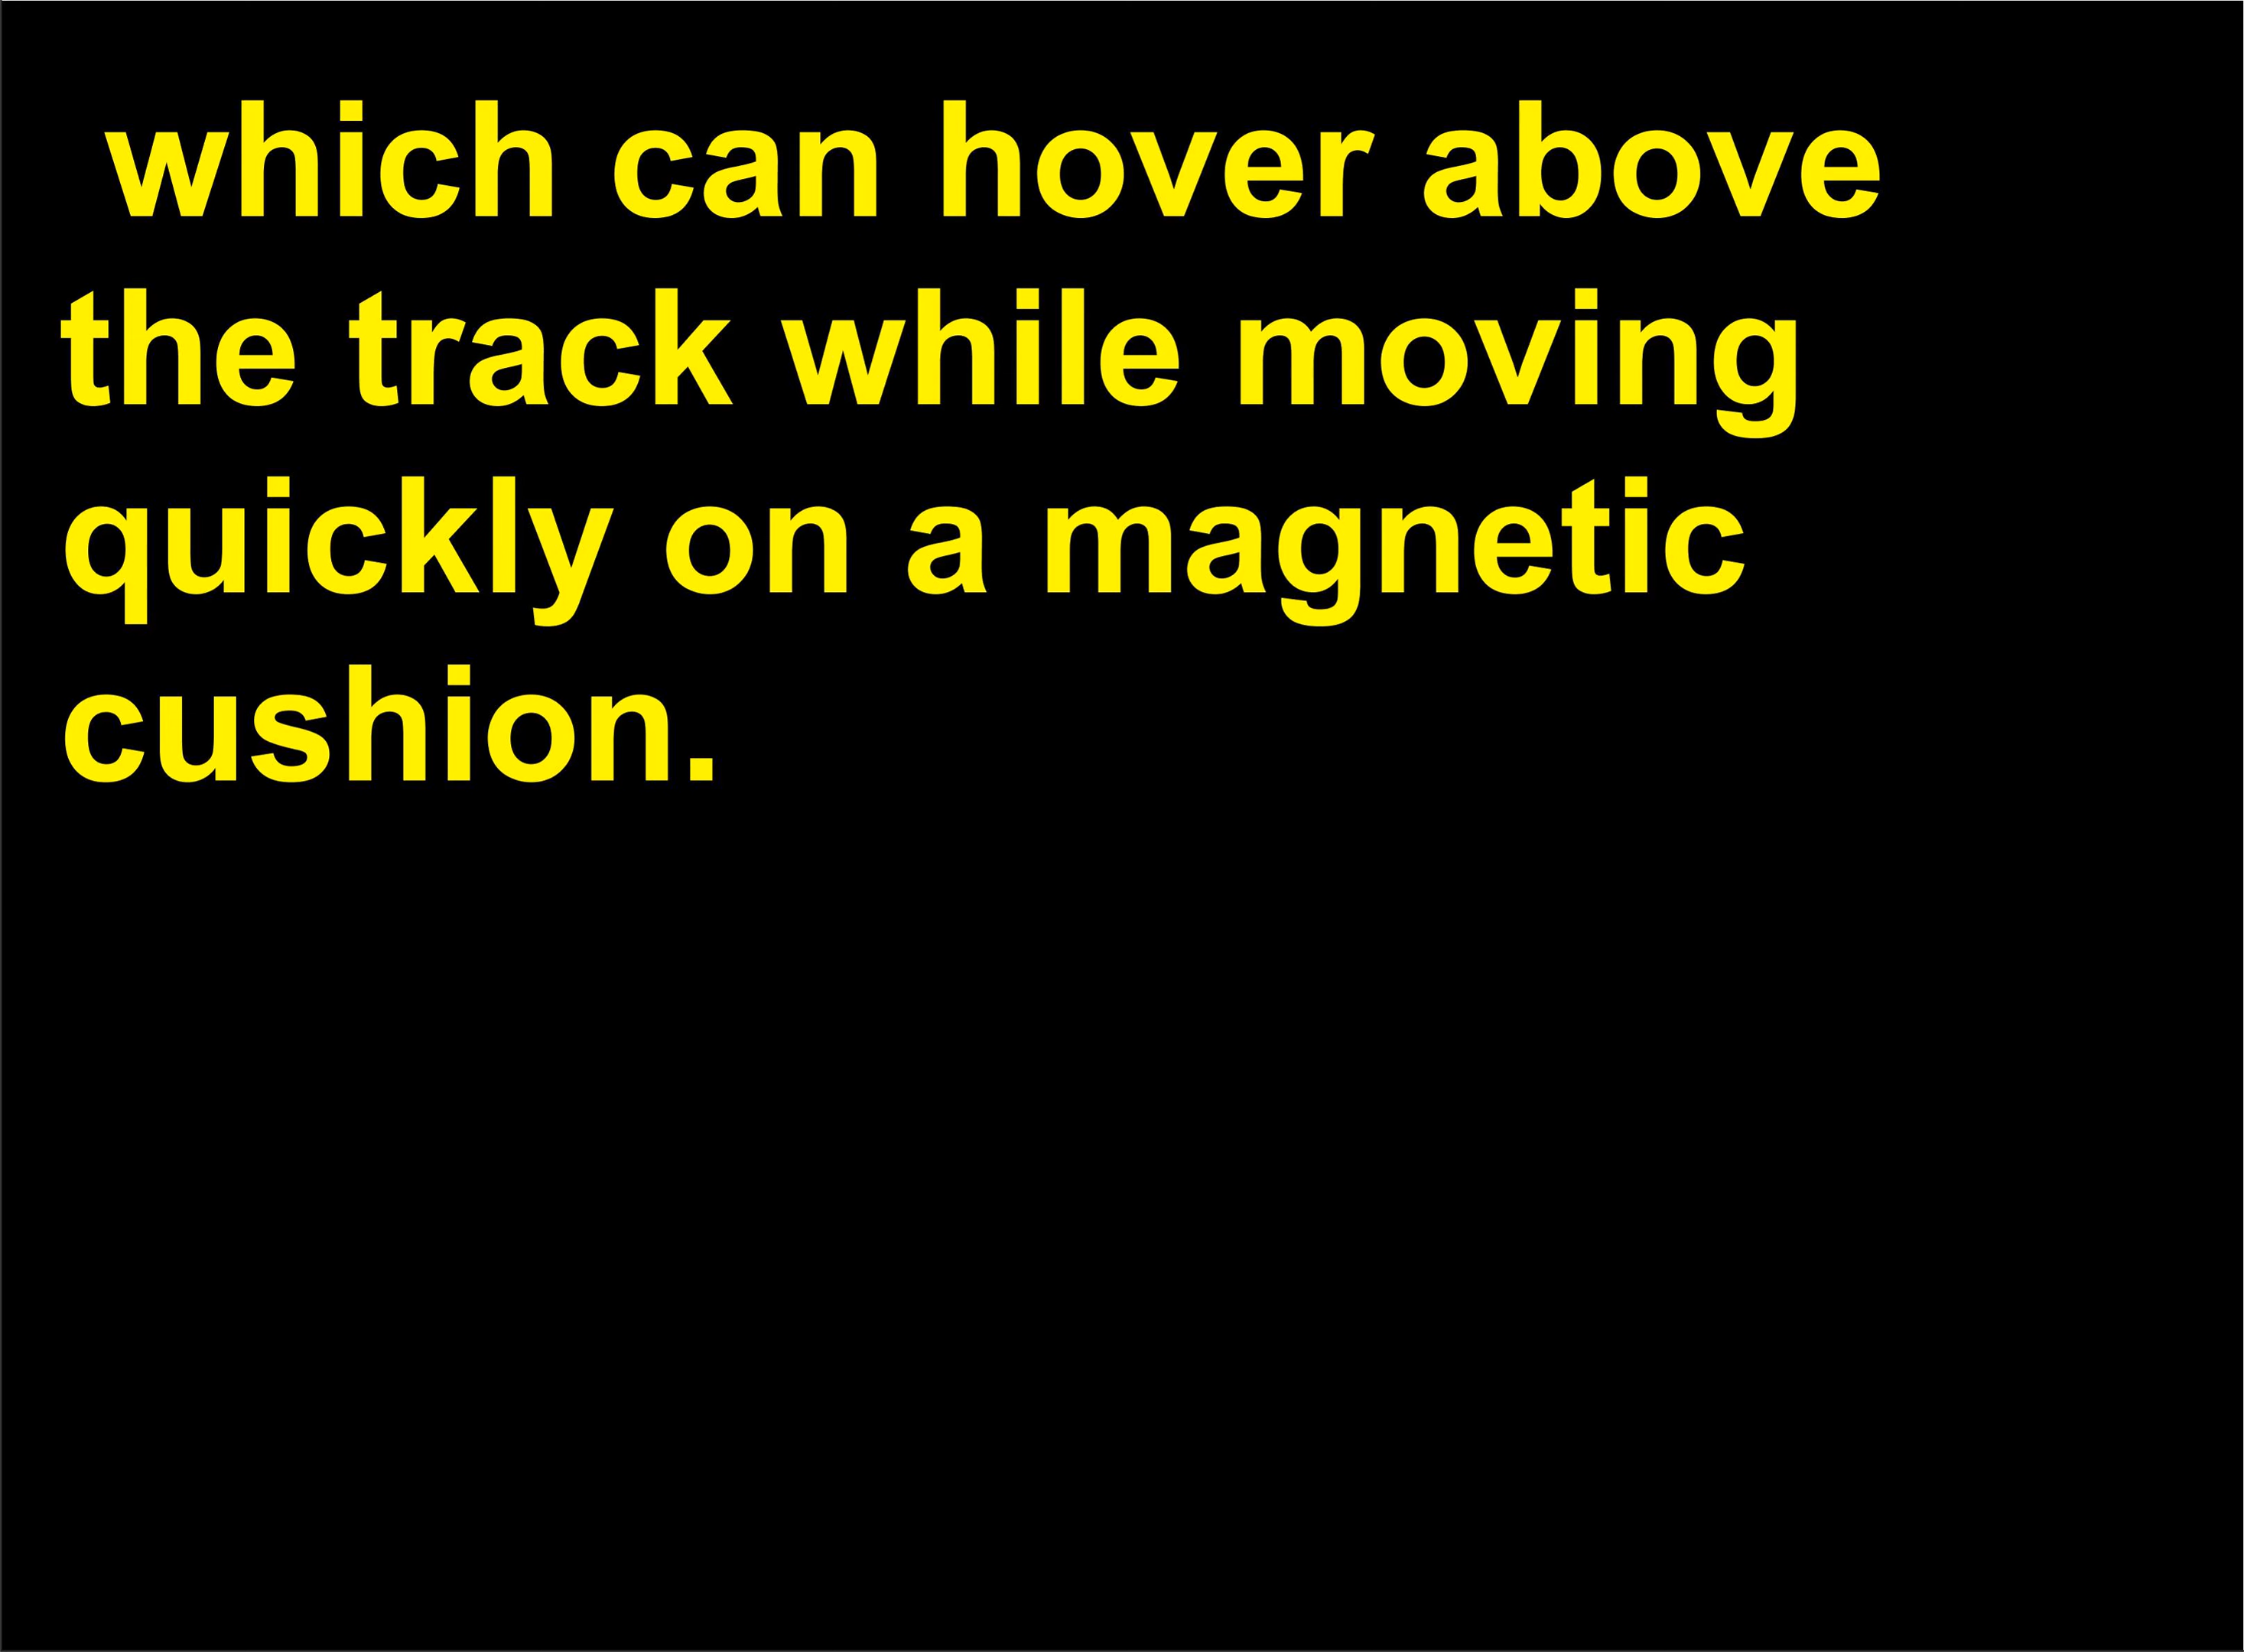 which can hover above
the track while moving
quickly on a magnetic
cushion.